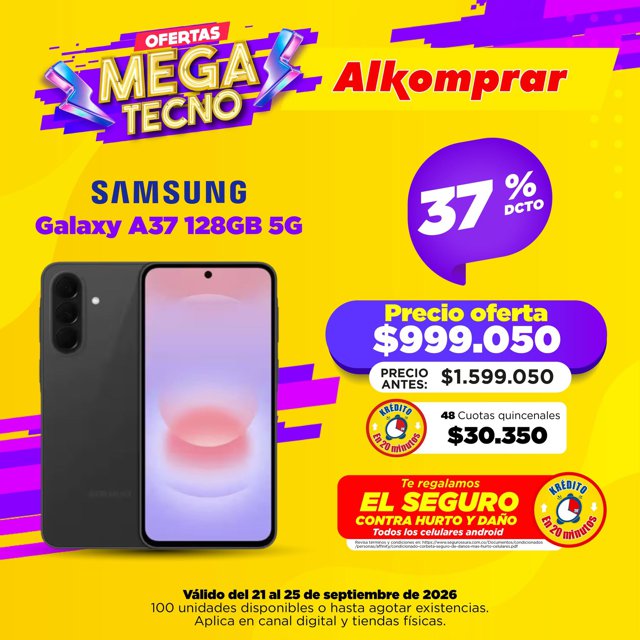 OFERTAS
MEGA
TECNO
Alkomprar
SAMSUNG
Galaxy A37 128GB 5G
37 %
DCTO
Precio oferta
$999.050
PRECIO
ANTES: $1.599.050
KRÉDITO
En 20 minutos
48 Cuotas quincenales
$30.350
Te regalamos
EL SEGURO
CONTRA HURTO Y DAÑO
Todos los celulares android
KRÉDITO
En 20 minutos
SAMSUNG
Válido del 21 al 25 de septiembre de 2026
100 unidades disponibles o hasta agotar existencias.
Aplica en canal digital y tiendas físicas.